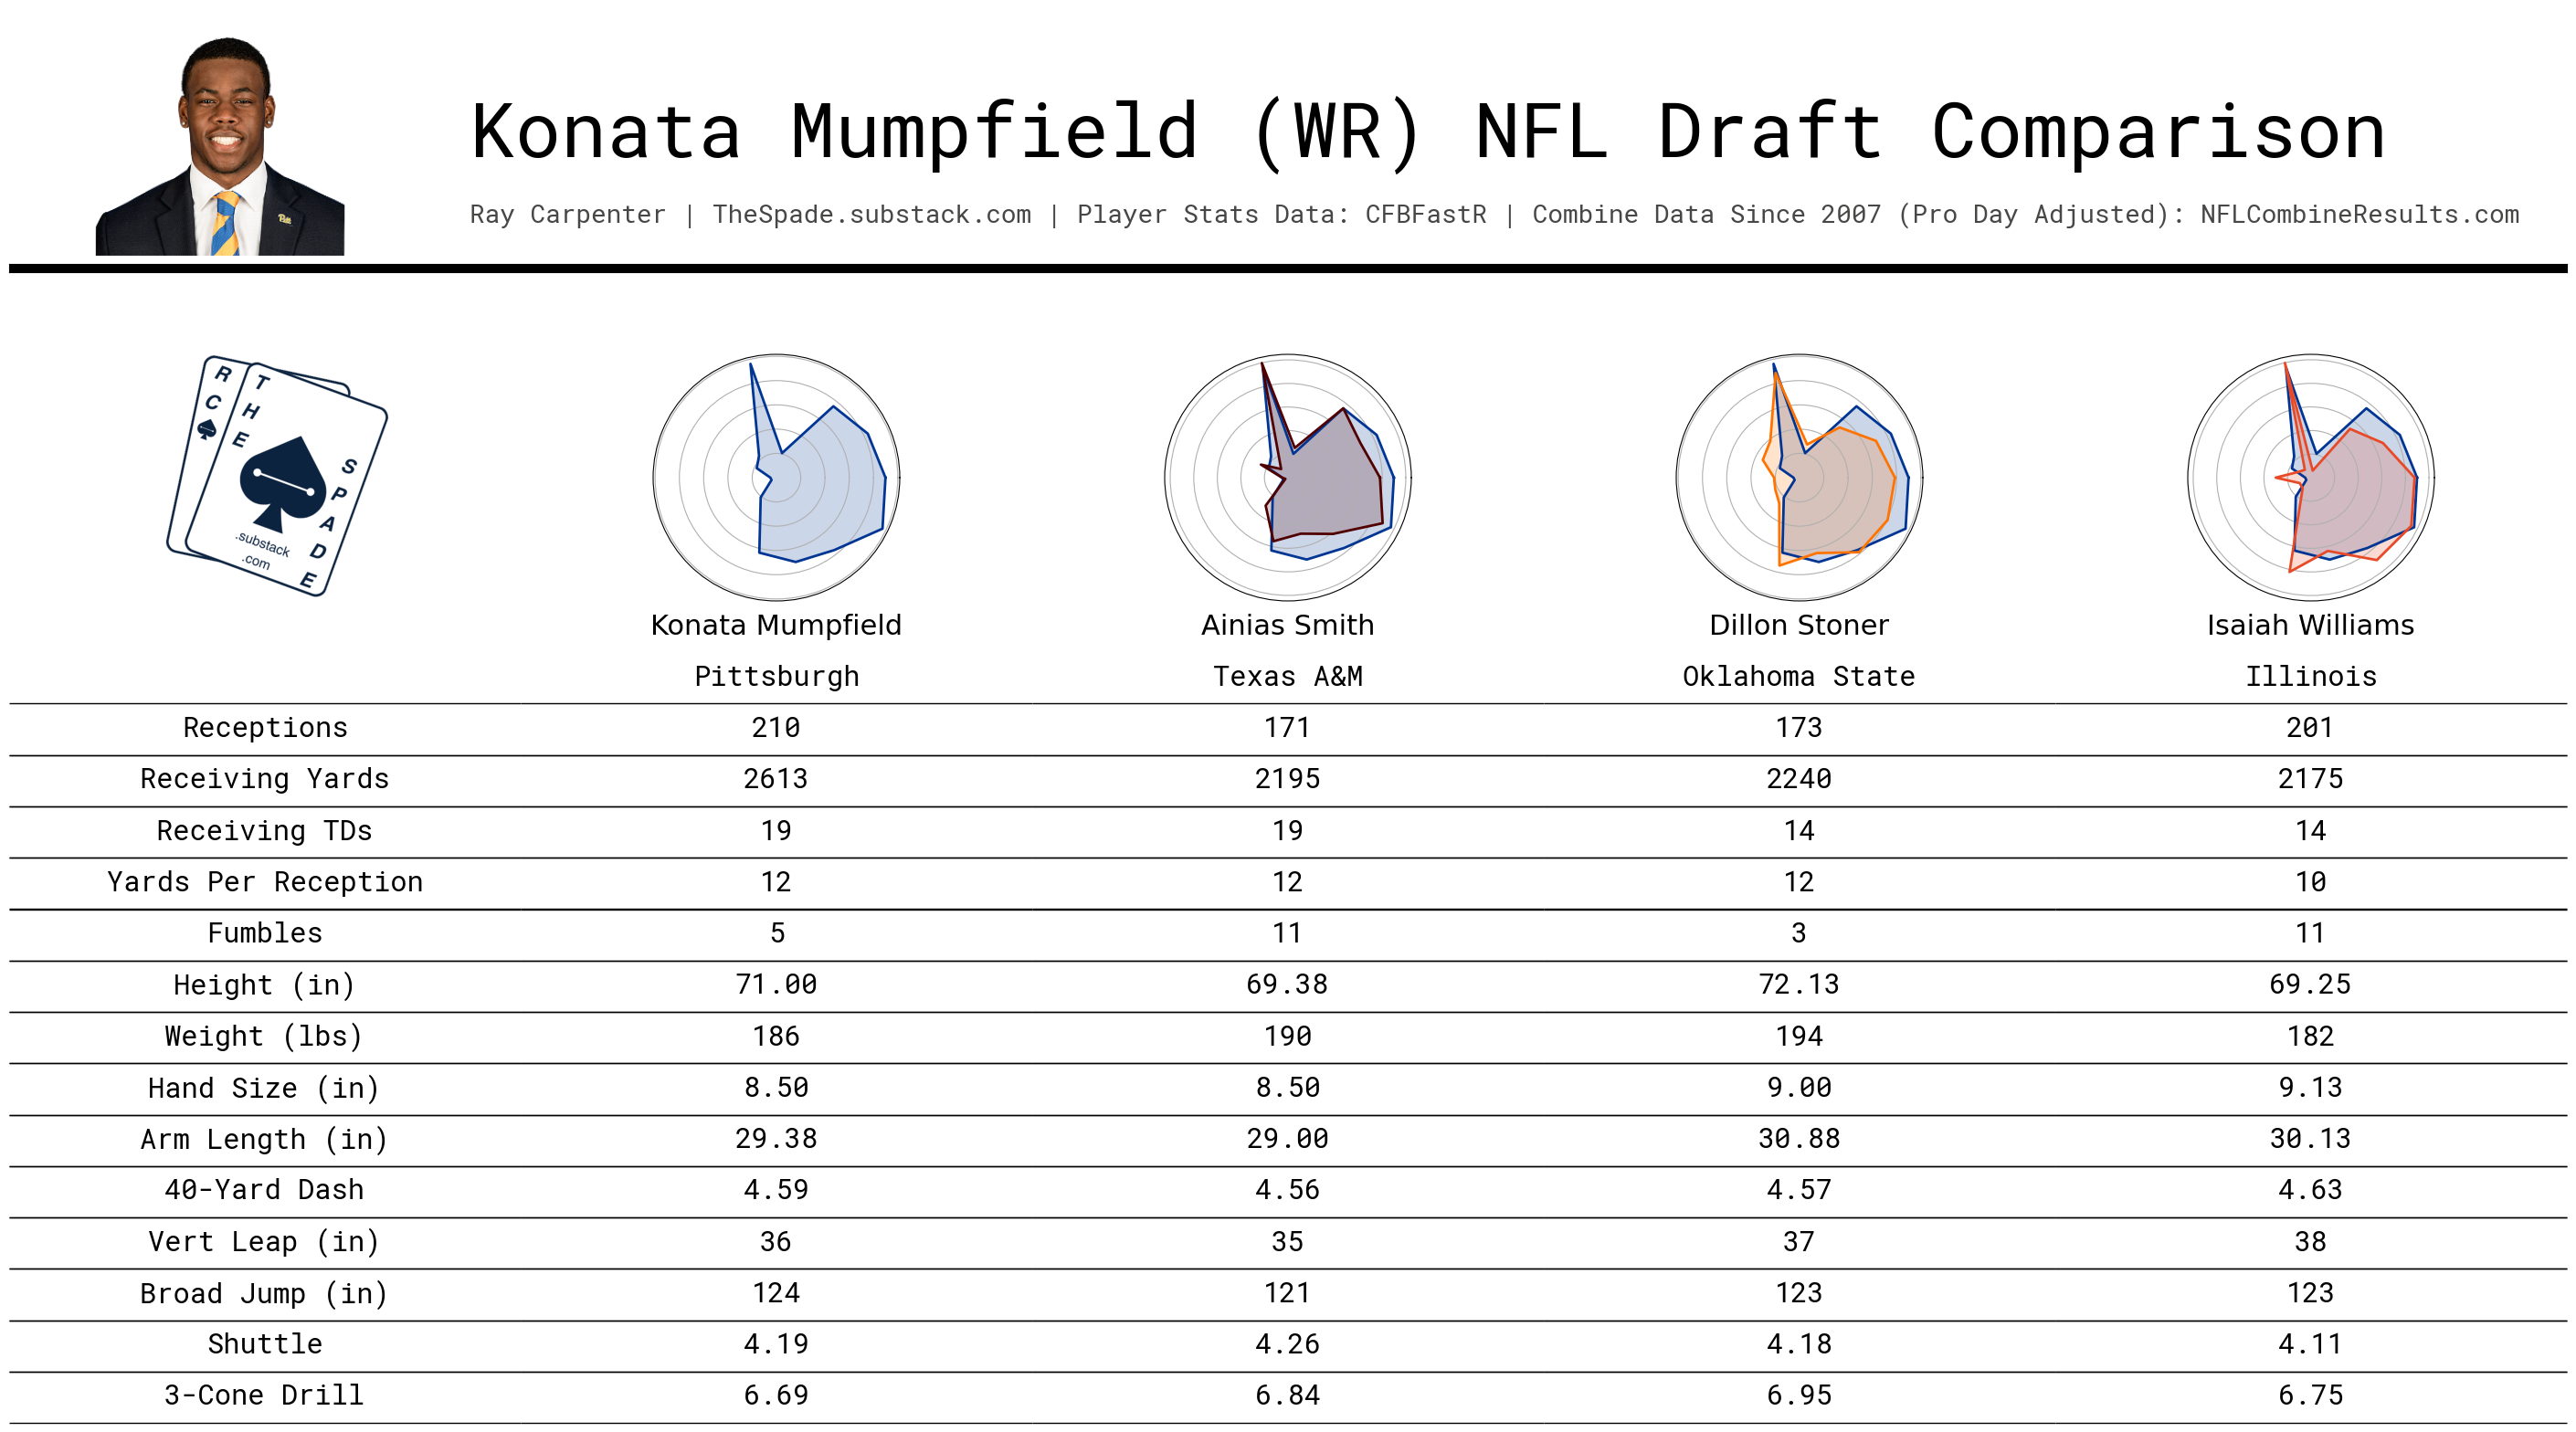 Konata Mumpfield (WR) NFL Draft Comparison
Ray Carpenter | TheSpade.substack.com | Player Stats Data: CFBFastR | Combine Data Since 2007 (Pro Day Adjusted): NFLCombineResults.com
Pitt
RC
THE
SPADE
.substack
.com
Konata Mumpfield Ainias Smith Dillon Stoner Isaiah Williams
Pittsburgh Texas A&M Oklahoma State Illinois
Receptions 210 171 173 201
Receiving Yards 2613 2195 2240 2175
Receiving TDs 19 19 14 14
Yards Per Reception 12 12 12 10
Fumbles 5 11 3 11
Height (in) 71.00 69.38 72.13 69.25
Weight (lbs) 186 190 194 182
Hand Size (in) 8.50 8.50 9.00 9.13
Arm Length (in) 29.38 29.00 30.88 30.13
40-Yard Dash 4.59 4.56 4.57 4.63
Vert Leap (in) 36 35 37 38
Broad Jump (in) 124 121 123 123
Shuttle 4.19 4.26 4.18 4.11
3-Cone Drill 6.69 6.84 6.95 6.75